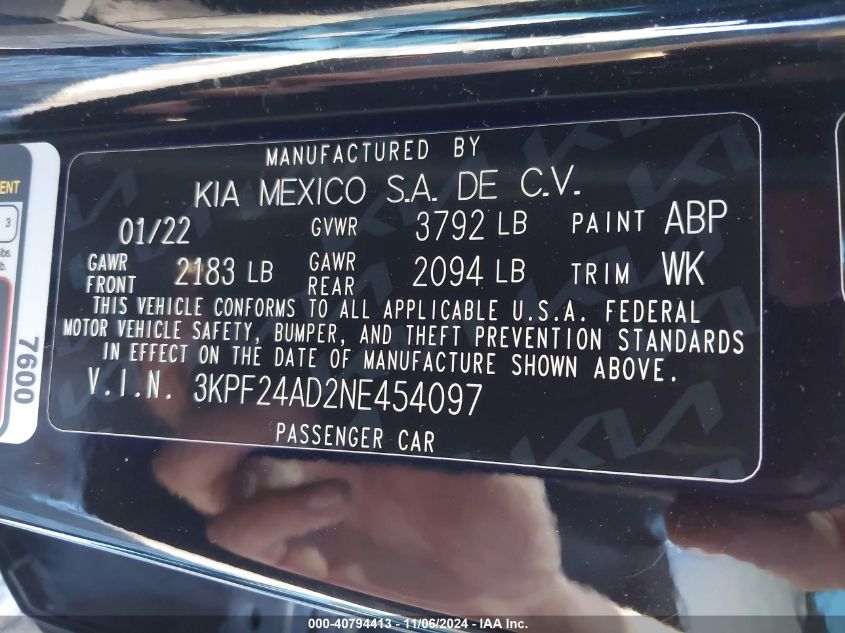 MANUFACTURED BY
KIA MEXICO S.A. DE C.V.
01/22 GVWR 3792 LB PAINT ABP
GAWR FRONT 2183 LB GAWR REAR 2094 LB TRIM WK
THIS VEHICLE CONFORMS TO ALL APPLICABLE U.S.A. FEDERAL
MOTOR VEHICLE SAFETY, BUMPER, AND THEFT PREVENTION STANDARDS
IN EFFECT ON THE DATE OF MANUFACTURE SHOWN ABOVE.
V.I.N. 3KPF24AD2NE454097
PASSENGER CAR
3
lbs.
7600
000-40794413 - 11/06/2024 - IAA Inc.